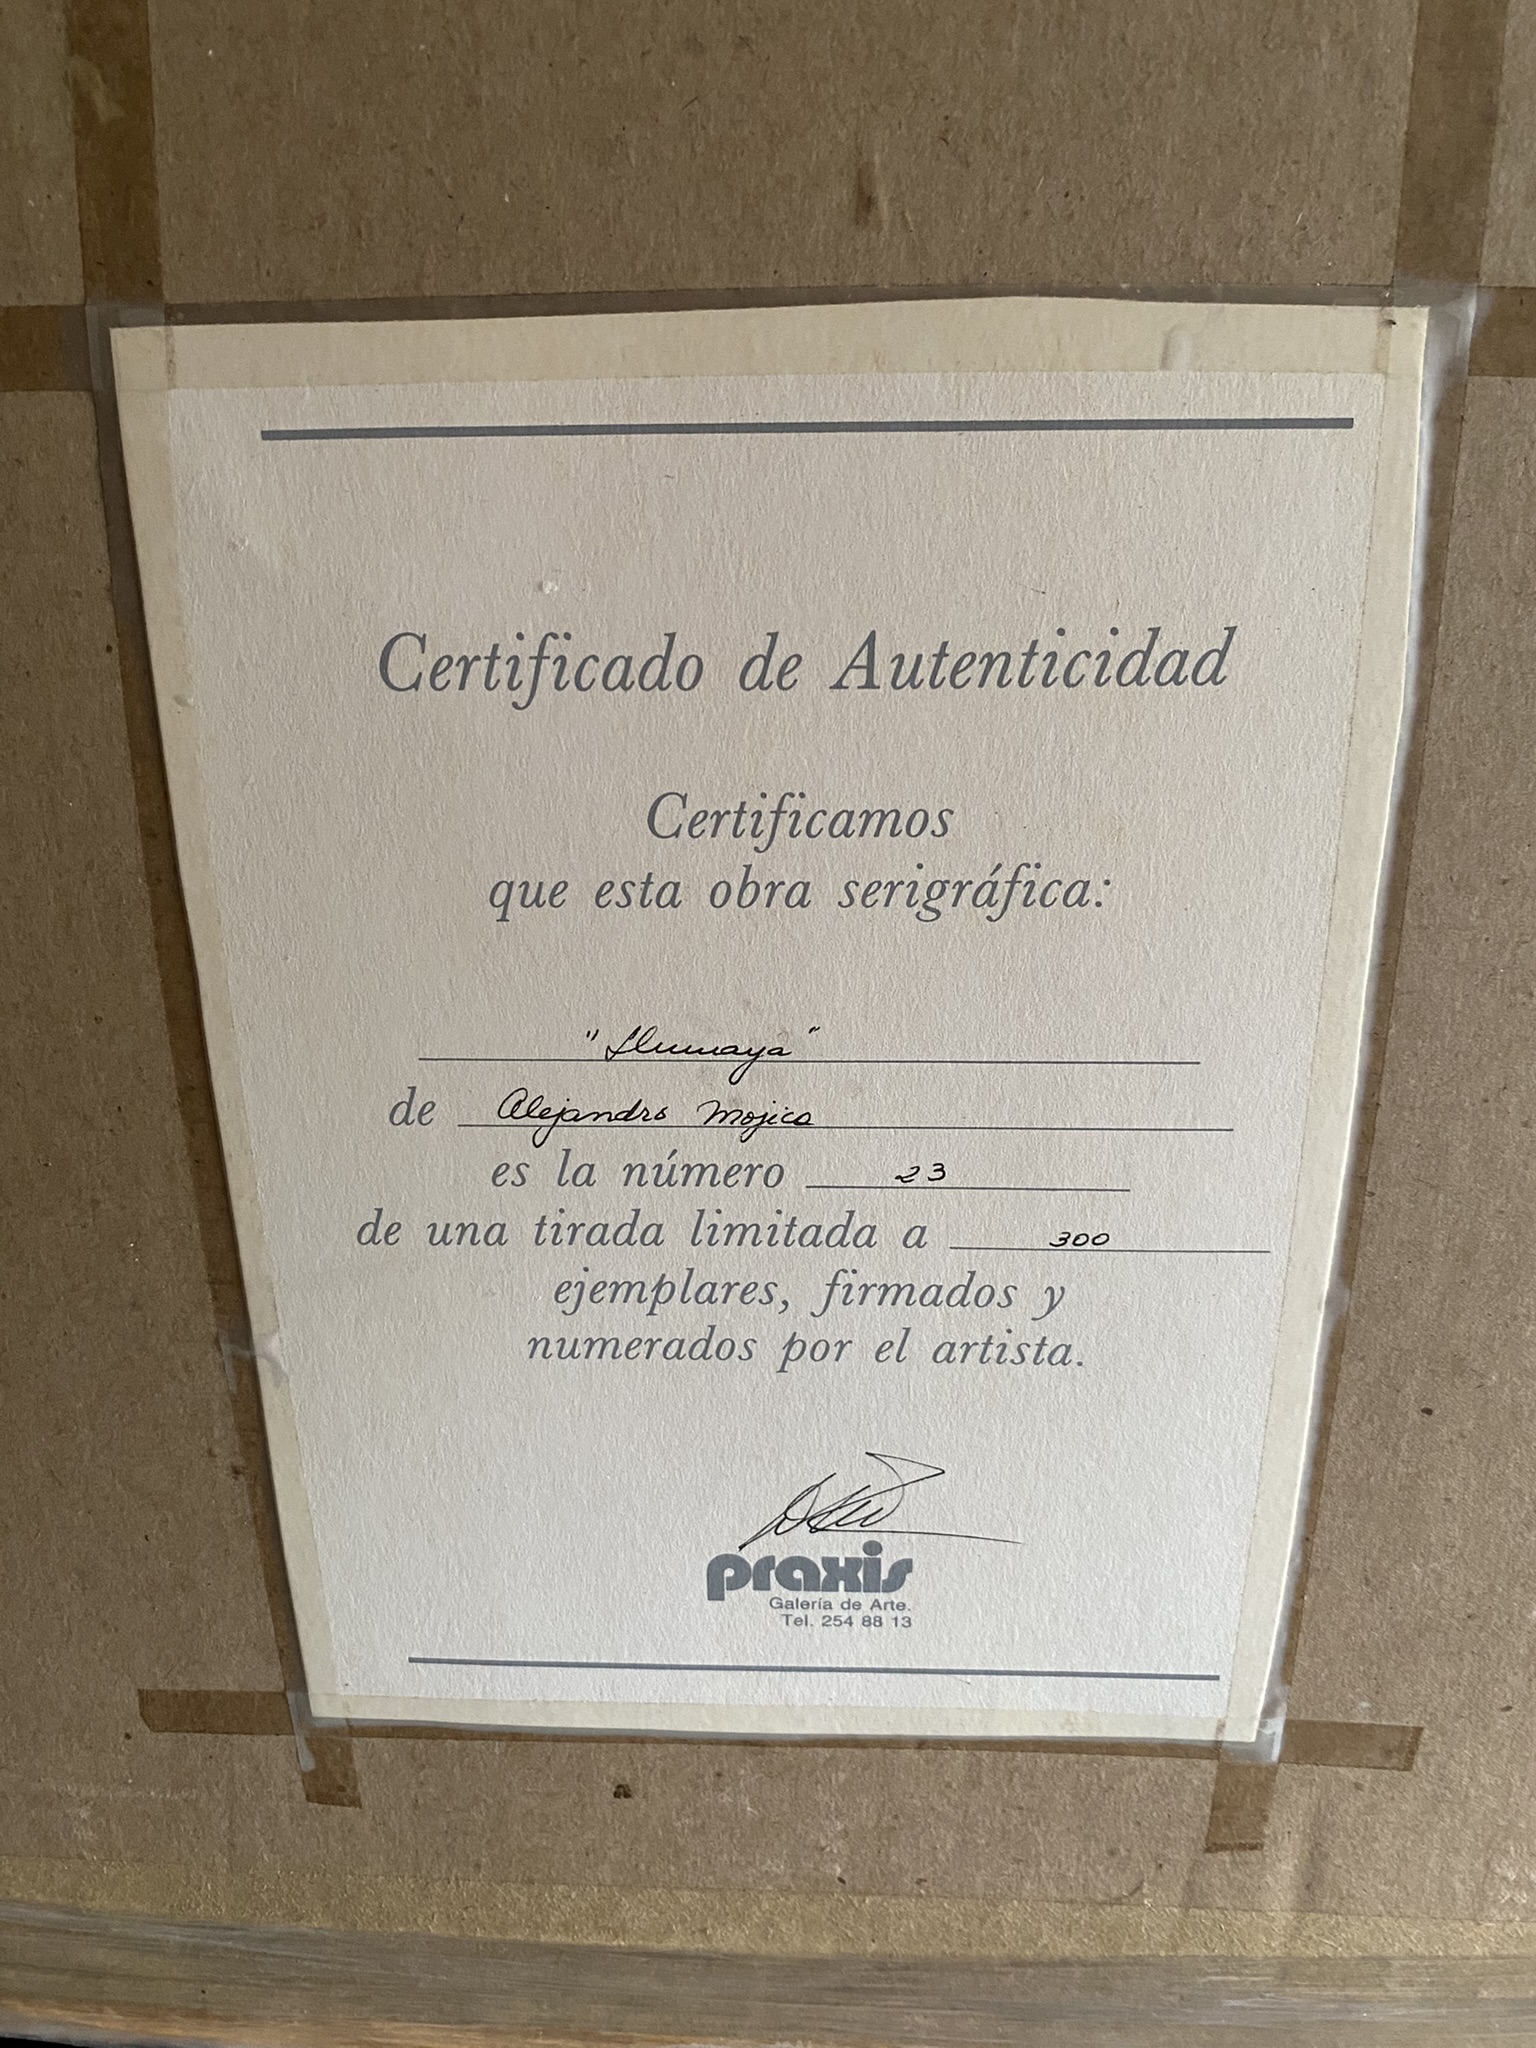 Certificado de Autenticidad
Certificamos
que esta obra serigráfica:
de Alejandro Mojica
es la número 23
de una tirada limitada a 300
ejemplares, firmados y
numerados por el artista.
praxis
Galería de Arte.
Tel. 254 88 13